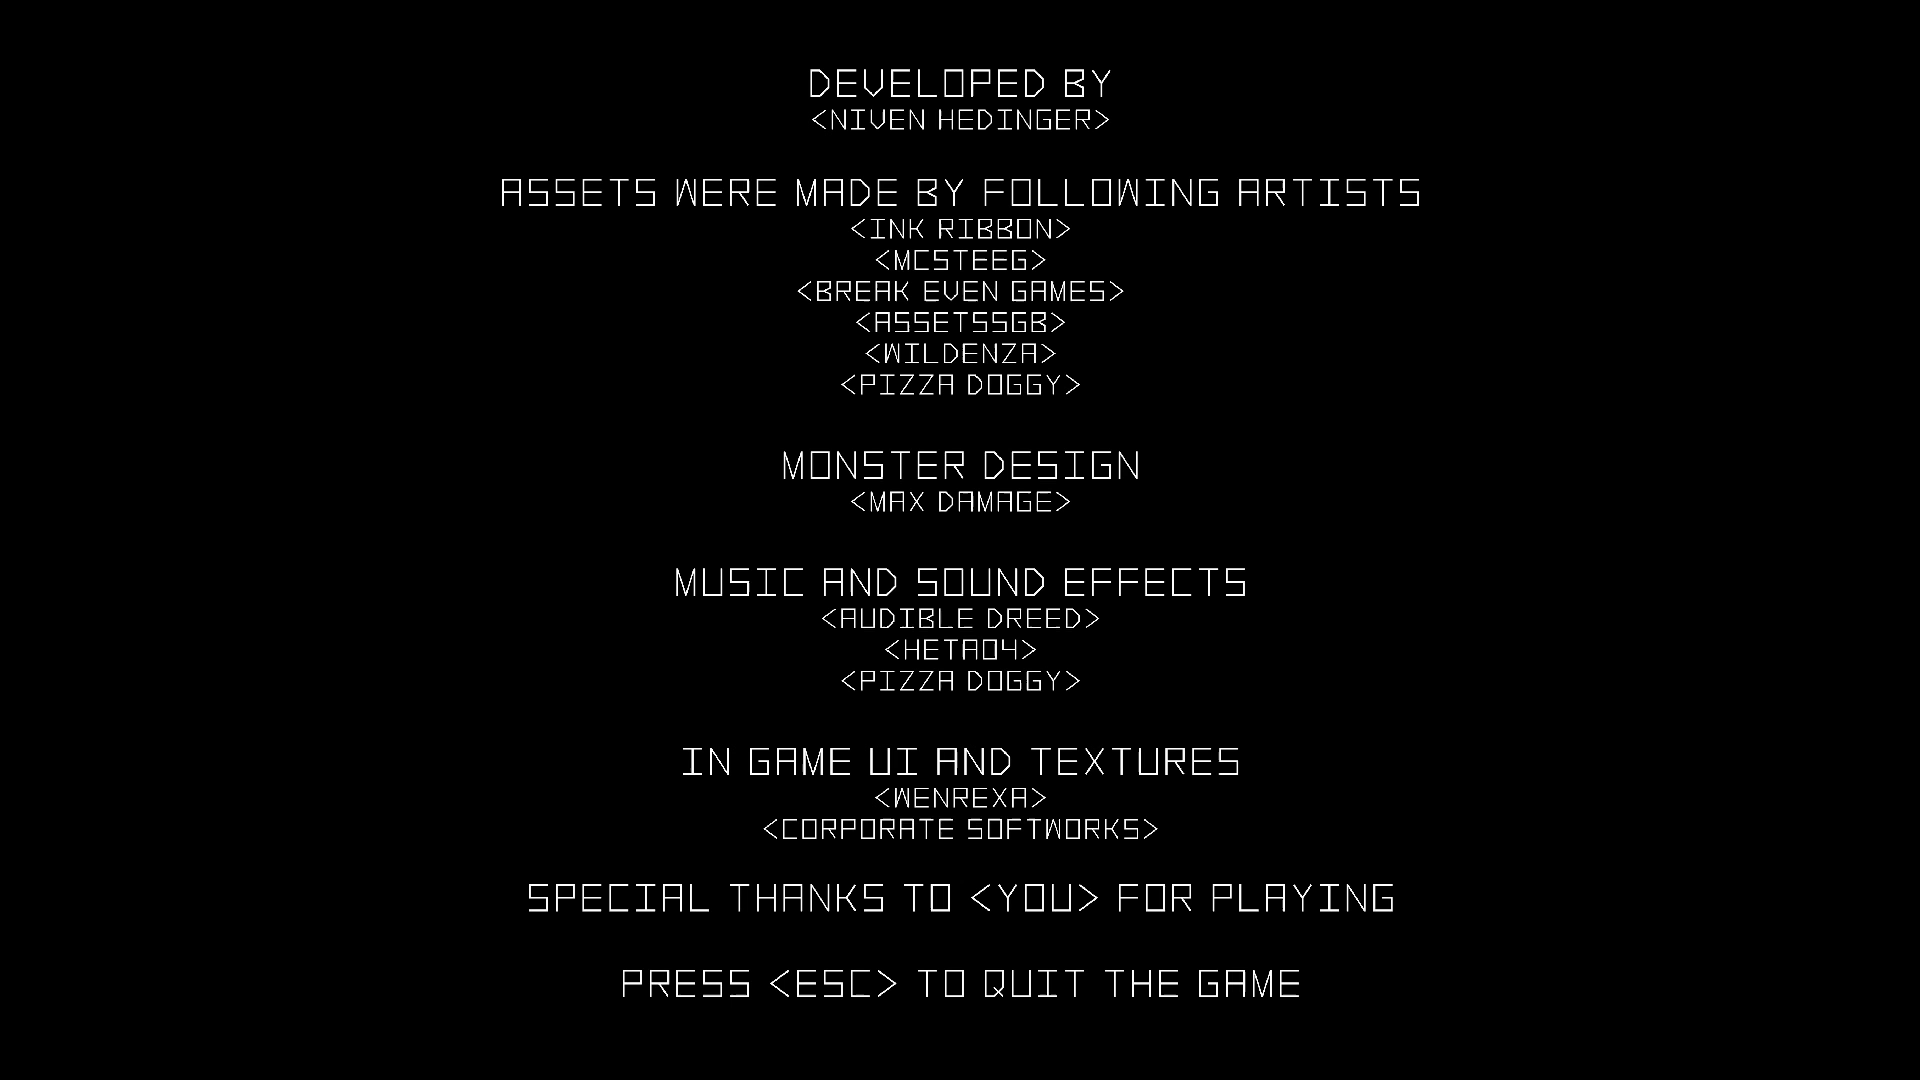 DEVELOPED BY
<NIVEN HEDINGER>
ASSETS WERE MADE BY FOLLOWING ARTISTS
<INK RIBBON>
<MCSTEEG>
<BREAK EVEN GAMES>
<ASSETSSGB>
<WILDENZA>
<PIZZA DOGGY>
MONSTER DESIGN
<MAX DAMAGE>
MUSIC AND SOUND EFFECTS
<AUDIBLE DREED>
<HETA04>
<PIZZA DOGGY>
IN GAME UI AND TEXTURES
<WENREXA>
<CORPORATE SOFTWORKS>
SPECIAL THANKS TO <YOU> FOR PLAYING
PRESS <ESC> TO QUIT THE GAME